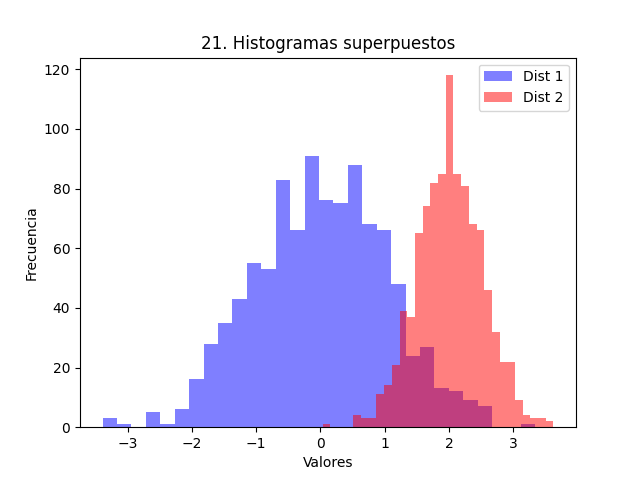 21. Histogramas superpuestos
Dist 1
Dist 2
Frecuencia
120
100
80
60
40
20
0
−3
−2
−1
0
1
2
3
Valores